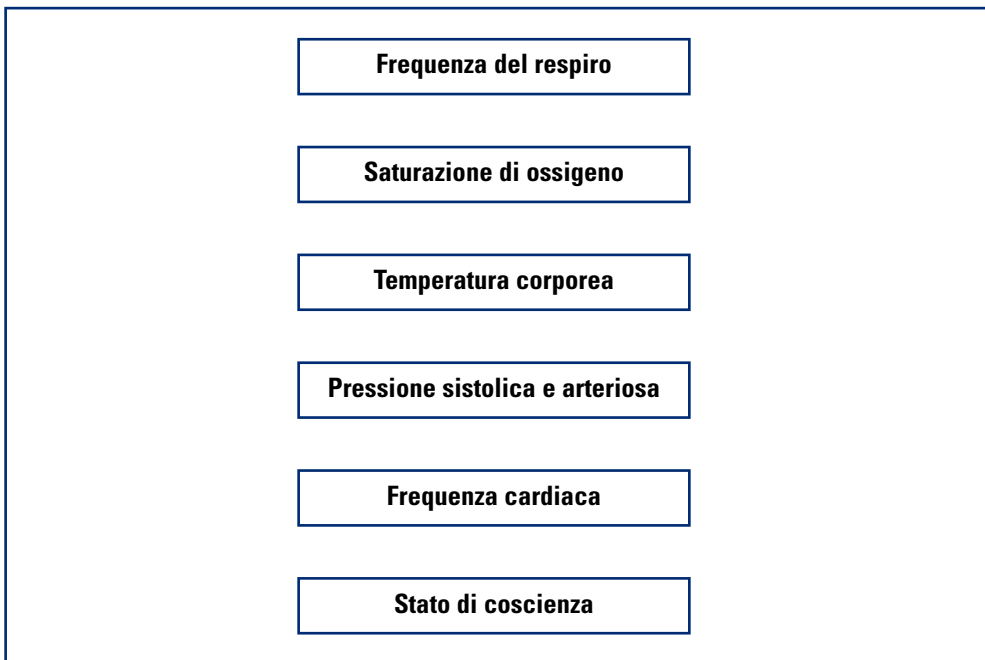 Frequenza del respiro
Saturazione di ossigeno
Temperatura corporea
Pressione sistolica e arteriosa
Frequenza cardiaca
Stato di coscienza